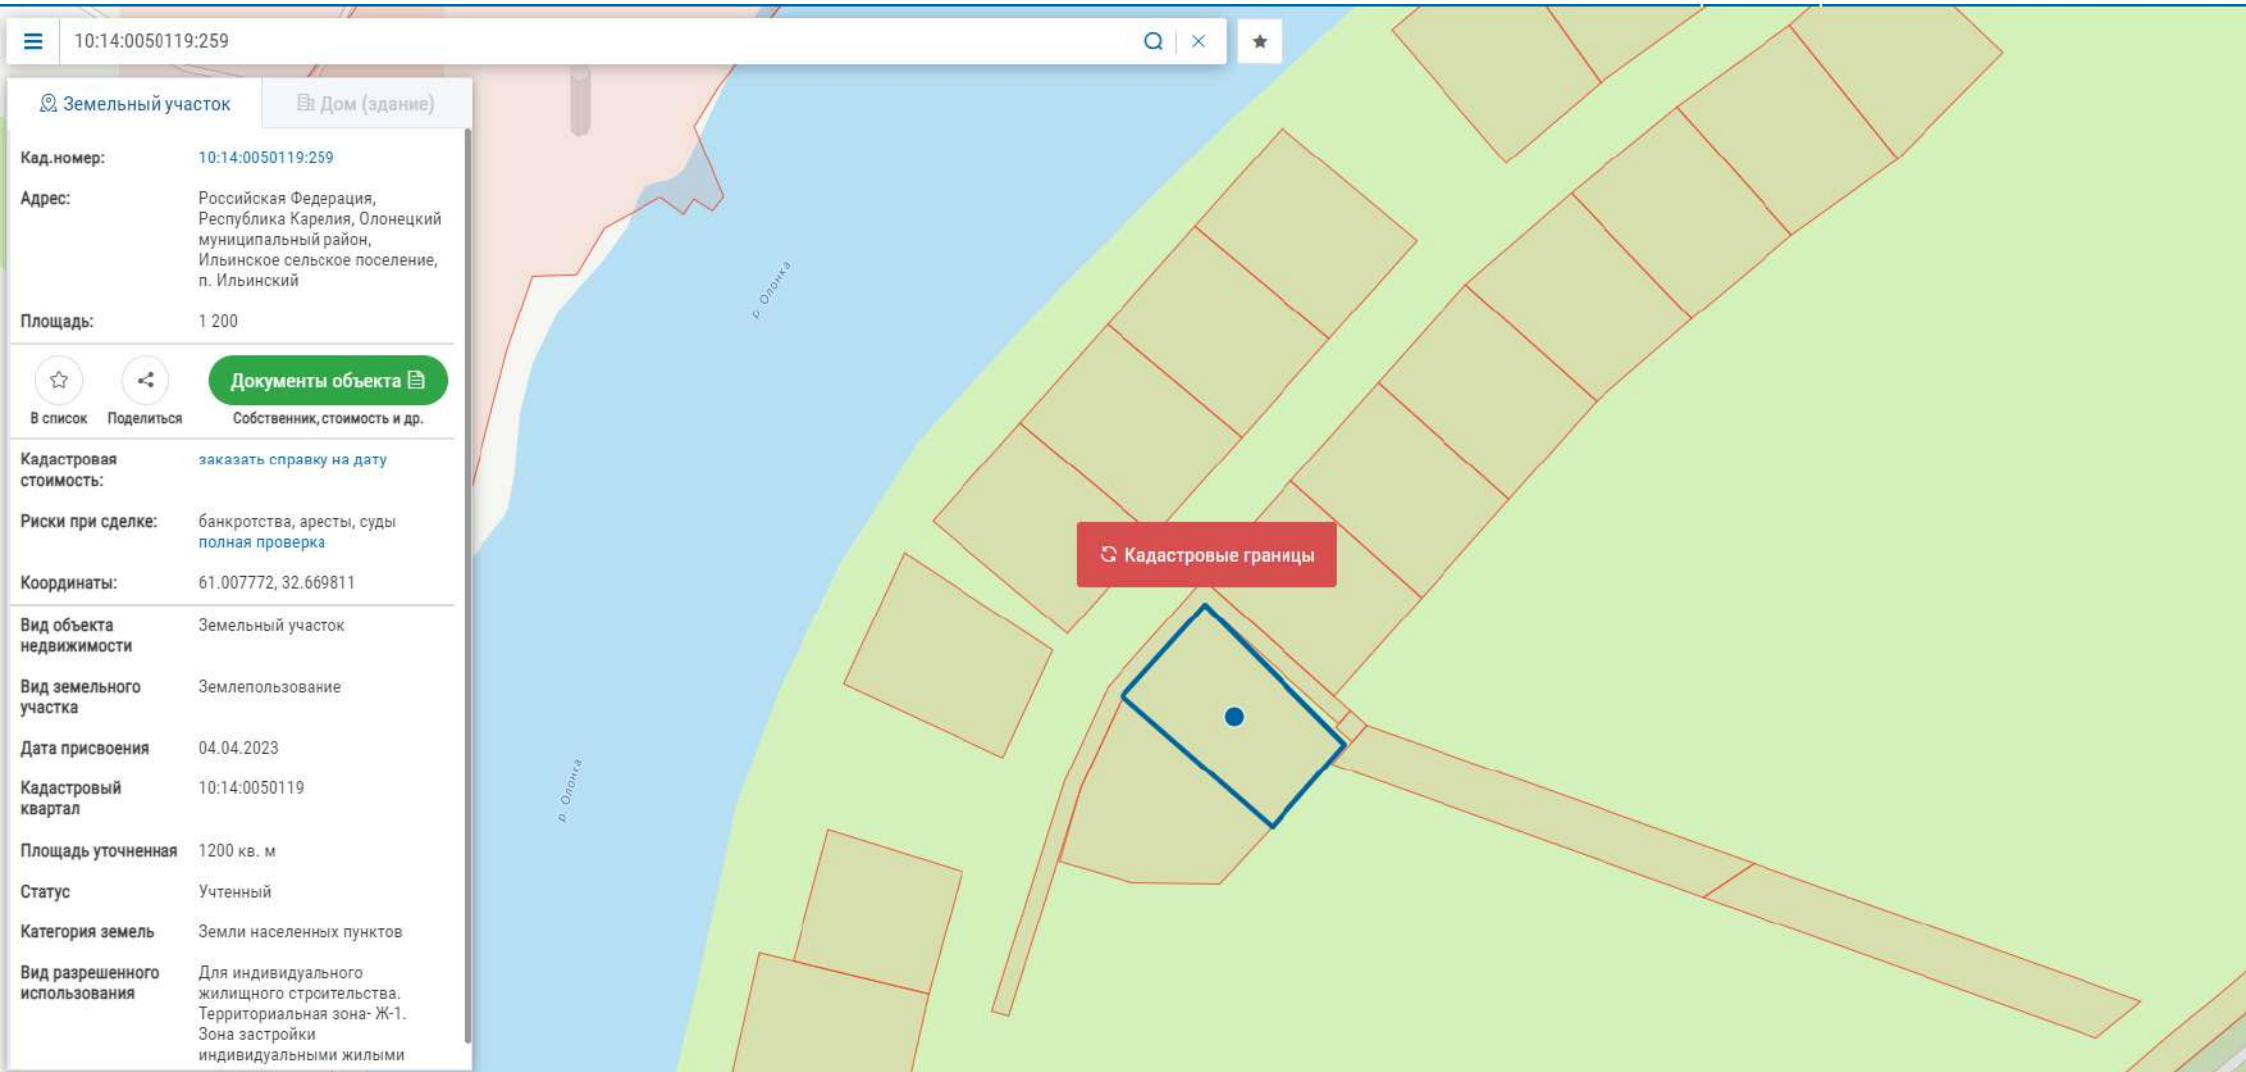 10:14:0050119:259
Земельный участок
Дом (здание)
Кад.номер:
10:14:0050119:259
Адрес:
Российская Федерация,
Республика Карелия, Олонецкий
муниципальный район,
Ильинское сельское поселение,
п. Ильинский
Площадь:
1 200
Документы объекта
В список
Поделиться
Собственник, стоимость и др.
Кадастровая
стоимость:
заказать справку на дату
Риски при сделке:
банкротства, аресты, суды
полная проверка
Координаты:
61.007772, 32.669811
Вид объекта
недвижимости
Земельный участок
Вид земельного
участка
Землепользование
Дата присвоения
04.04.2023
Кадастровый
квартал
10:14:0050119
Площадь уточненная
1200 кв. м
Статус
Учтенный
Категория земель
Земли населенных пунктов
Вид разрешенного
использования
Для индивидуального
жилищного строительства.
Территориальная зона- Ж-1.
Зона застройки
индивидуальными жилыми
р. Олонка
Кадастровые границы
р. Олонка